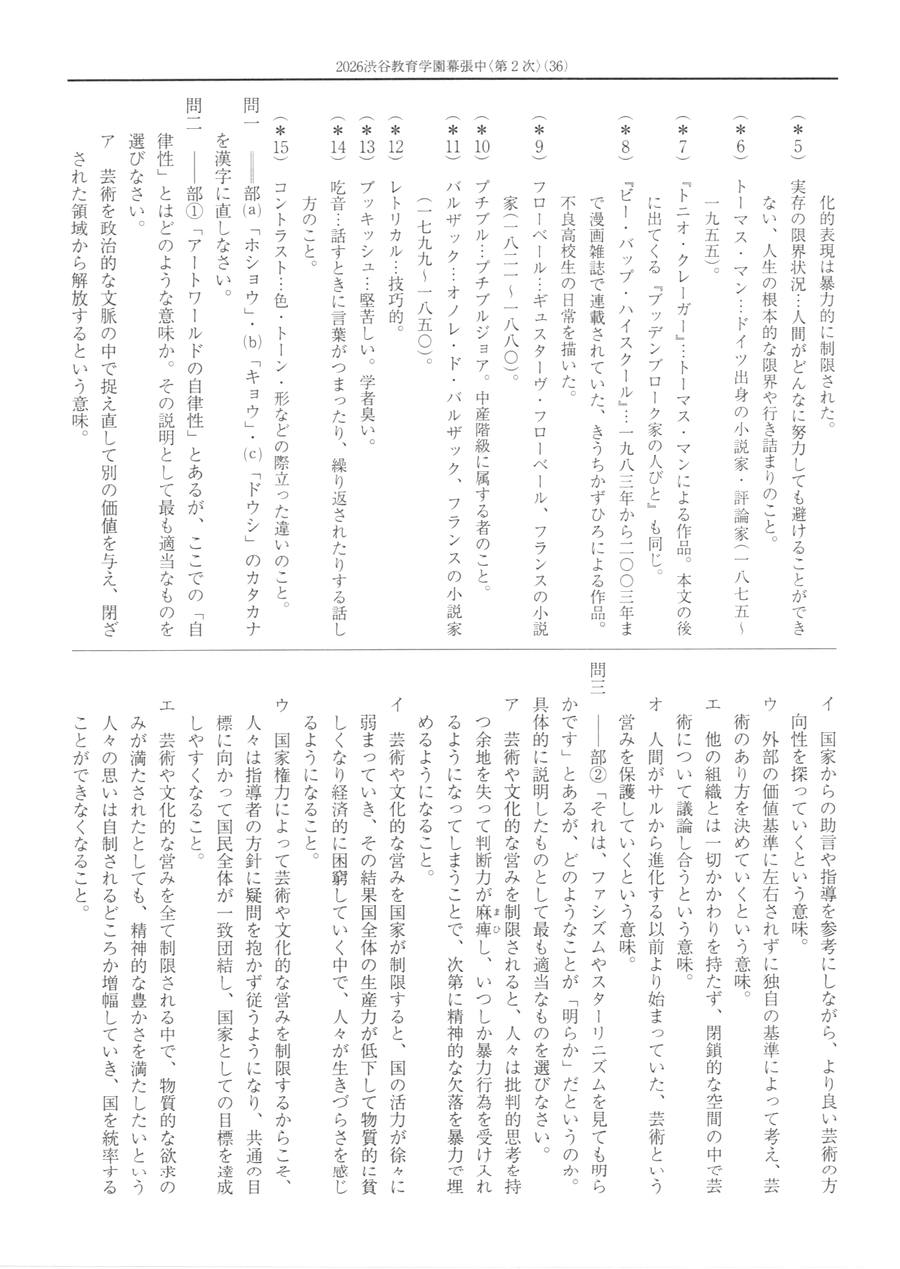 2026渋谷教育学園幕張中〈第2次〉(36)
化的表現は暴力的に制限された。
(＊5) 実存の限界状況…人間がどんなに努力しても避けることができ
ない、人生の根本的な限界や行き詰まりのこと。
(＊6) トーマス・マン…ドイツ出身の小説家・評論家(一八七五～
一九五五)。
(＊7) 『トニオ・クレーガー』…トーマス・マンによる作品。本文の後
に出てくる『ブッデンブローク家の人びと』も同じ。
(＊8) 『ビー・バップ・ハイスクール』…一九八三年から二〇〇三年ま
で漫画雑誌で連載されていた、きうちかずひろによる作品。
不良高校生の日常を描いた。
(＊9) フローベール…ギュスターヴ・フローベール、フランスの小説
家(一八二一～一八八〇)。
(＊10) プチブル…プチブルジョア。中産階級に属する者のこと。
(＊11) バルザック…オノレ・ド・バルザック、フランスの小説家
(一七九九～一八五〇)。
(＊12) レトリカル…技巧的。
(＊13) ブッキッシュ…堅苦しい。学者臭い。
(＊14) 吃音…話すときに言葉がつまったり、繰り返されたりする話し
方のこと。
(＊15) コントラスト…色・トーン・形などの際立った違いのこと。
問一 ＝＝部(a)「ホショウ」・(b)「キョウ」・(c)「ドウシ」のカタカナ
を漢字に直しなさい。
問二 ――部①「アートワールドの自律性」とあるが、ここでの「自
律性」とはどのような意味か。その説明として最も適当なものを
選びなさい。
ア 芸術を政治的な文脈の中で捉え直して別の価値を与え、閉ざ
された領域から解放するという意味。
イ 国家からの助言や指導を参考にしながら、より良い芸術の方
向性を探っていくという意味。
ウ 外部の価値基準に左右されずに独自の基準によって考え、芸
術のあり方を決めていくという意味。
エ 他の組織とは一切かかわりを持たず、閉鎖的な空間の中で芸
術について議論し合うという意味。
オ 人間がサルから進化する以前より始まっていた、芸術という
営みを保護していくという意味。
問三 ――部②「それは、ファシズムやスターリニズムを見ても明ら
かです」とあるが、どのようなことが「明らか」だというのか。
具体的に説明したものとして最も適当なものを選びなさい。
ア 芸術や文化的な営みを制限されると、人々は批判的思考を持
つ余地を失って判断力が麻痺し、いつしか暴力行為を受け入れ
るようになってしまうことで、次第に精神的な欠落を暴力で埋
めるようになること。
イ 芸術や文化的な営みを国家が制限すると、国の活力が徐々に
弱まっていき、その結果国全体の生産力が低下して物質的に貧
しくなり経済的に困窮していく中で、人々が生きづらさを感じ
るようになること。
ウ 国家権力によって芸術や文化的な営みを制限するからこそ、
人々は指導者の方針に疑問を抱かず従うようになり、共通の目
標に向かって国民全体が一致団結し、国家としての目標を達成
しやすくなること。
エ 芸術や文化的な営みを全て制限される中で、物質的な欲求の
みが満たされたとしても、精神的な豊かさを満たしたいという
人々の思いは自制されるどころか増幅していき、国を統率する
ことができなくなること。